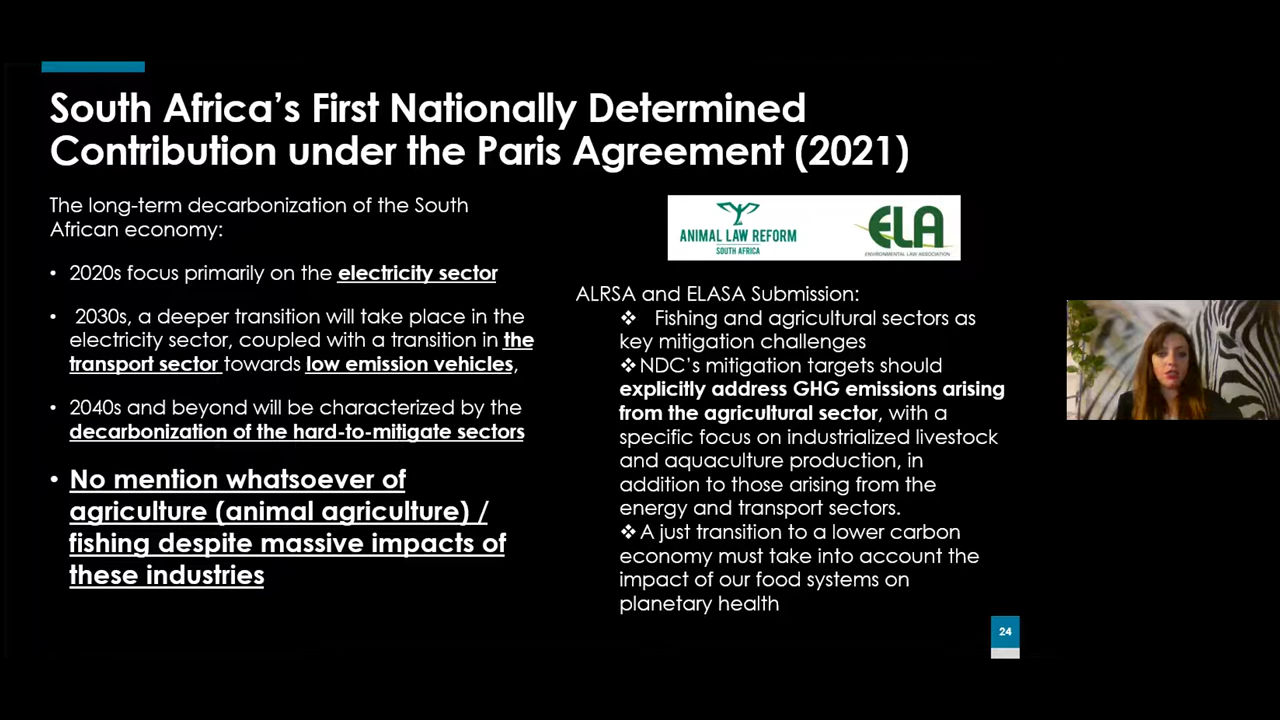 South Africa's First Nationally Determined
Contribution under the Paris Agreement (2021)
The long-term decarbonization of the South
African economy:
• 2020s focus primarily on the electricity sector
• 2030s, a deeper transition will take place in the
electricity sector, coupled with a transition in the
transport sector towards low emission vehicles,
• 2040s and beyond will be characterized by the
decarbonization of the hard-to-mitigate sectors
• No mention whatsoever of
agriculture (animal agriculture) /
fishing despite massive impacts of
these industries
ANIMAL LAW REFORM
SOUTH AFRICA
ELA
ENVIRONMENTAL LAW ASSOCIATION
ALRSA and ELASA Submission:
❖ Fishing and agricultural sectors as
key mitigation challenges
❖NDC's mitigation targets should
explicitly address GHG emissions arising
from the agricultural sector, with a
specific focus on industrialized livestock
and aquaculture production, in
addition to those arising from the
energy and transport sectors.
❖A just transition to a lower carbon
economy must take into account the
impact of our food systems on
planetary health
24